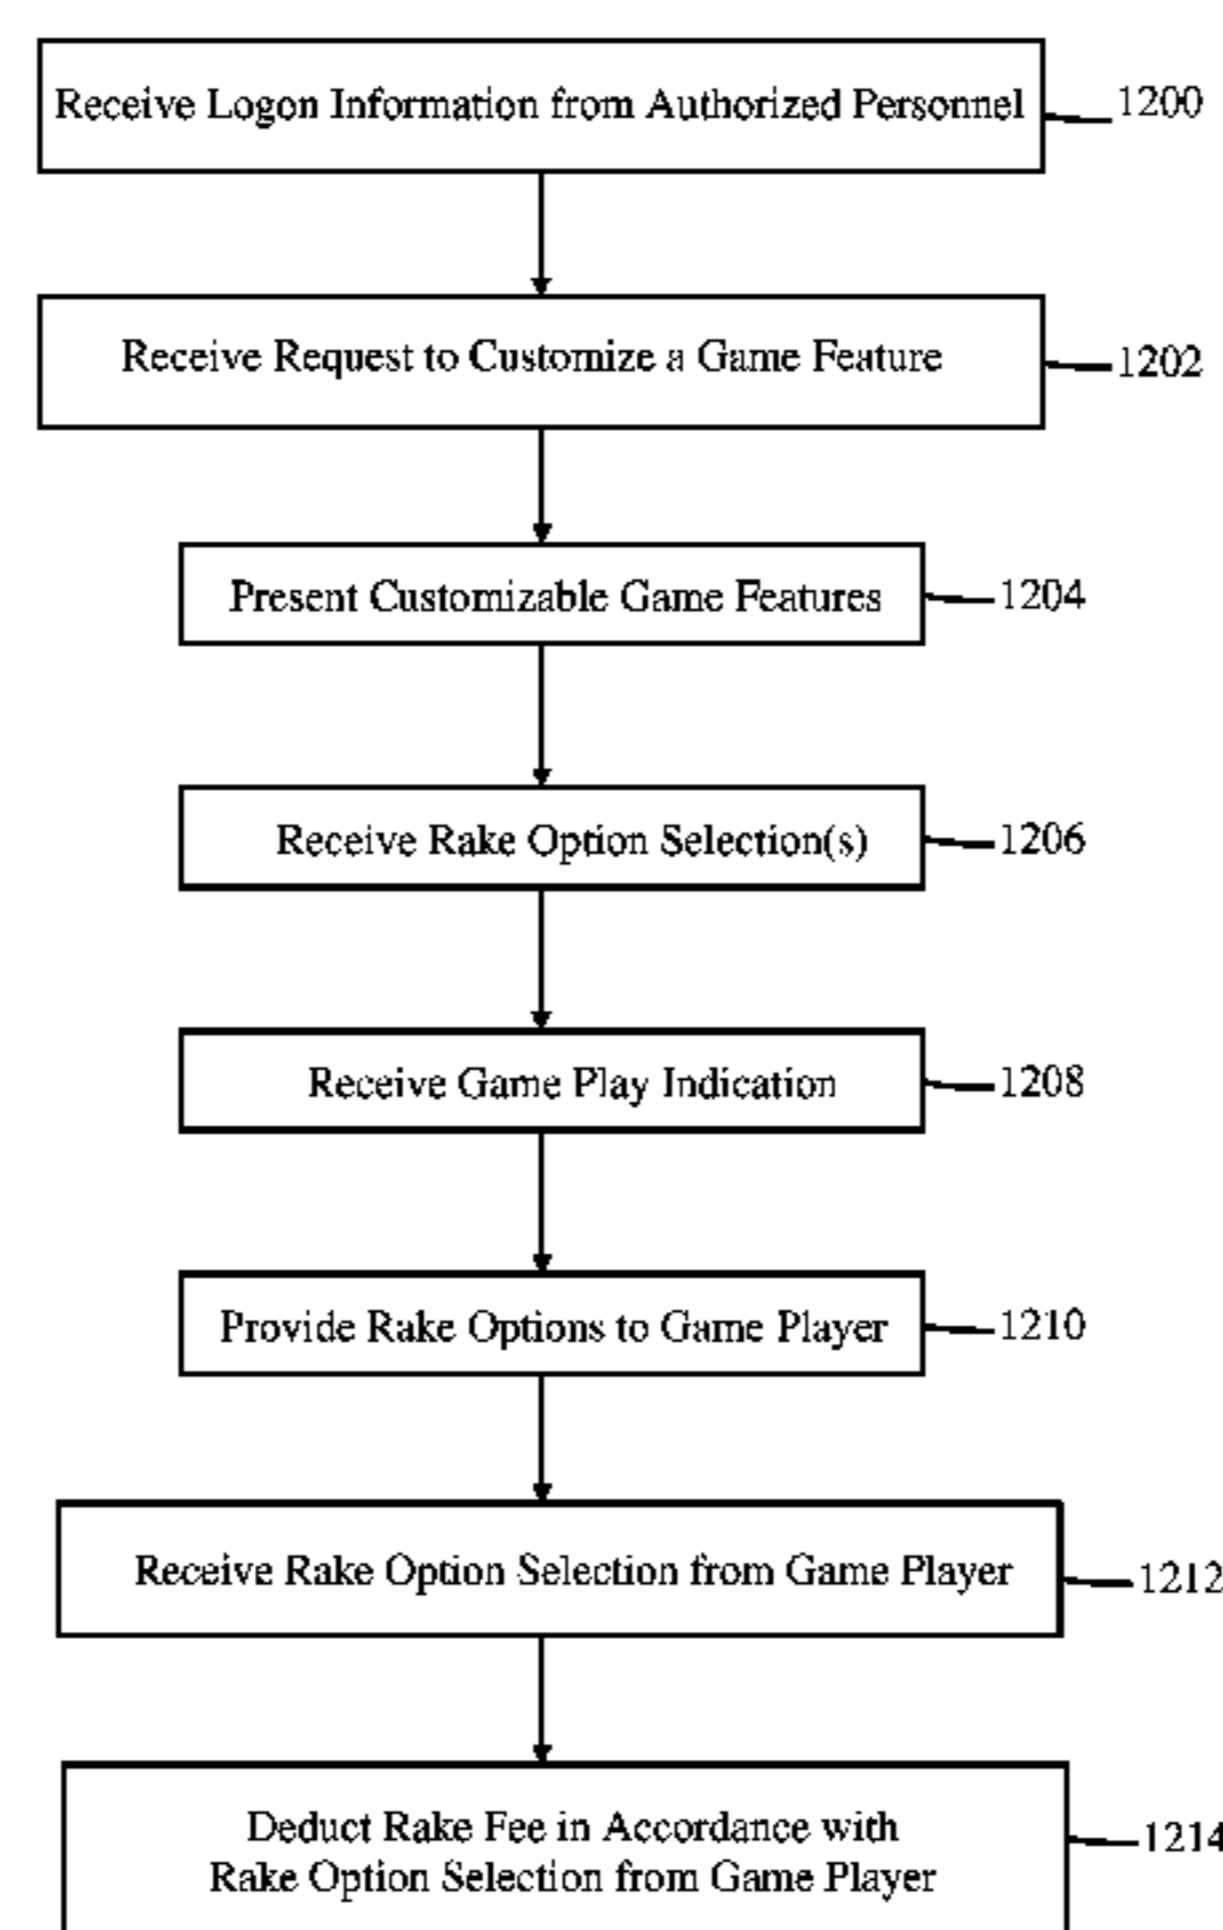 Receive Logon Information from Authorized Personnel
1200
Receive Request to Customize a Game Feature
1202
Present Customizable Game Features
1204
Receive Rake Option Selection(s)
1206
Receive Game Play Indication
1208
Provide Rake Options to Game Player
1210
Receive Rake Option Selection from Game Player
1212
Deduct Rake Fee in Accordance with
Rake Option Selection from Game Player
1214